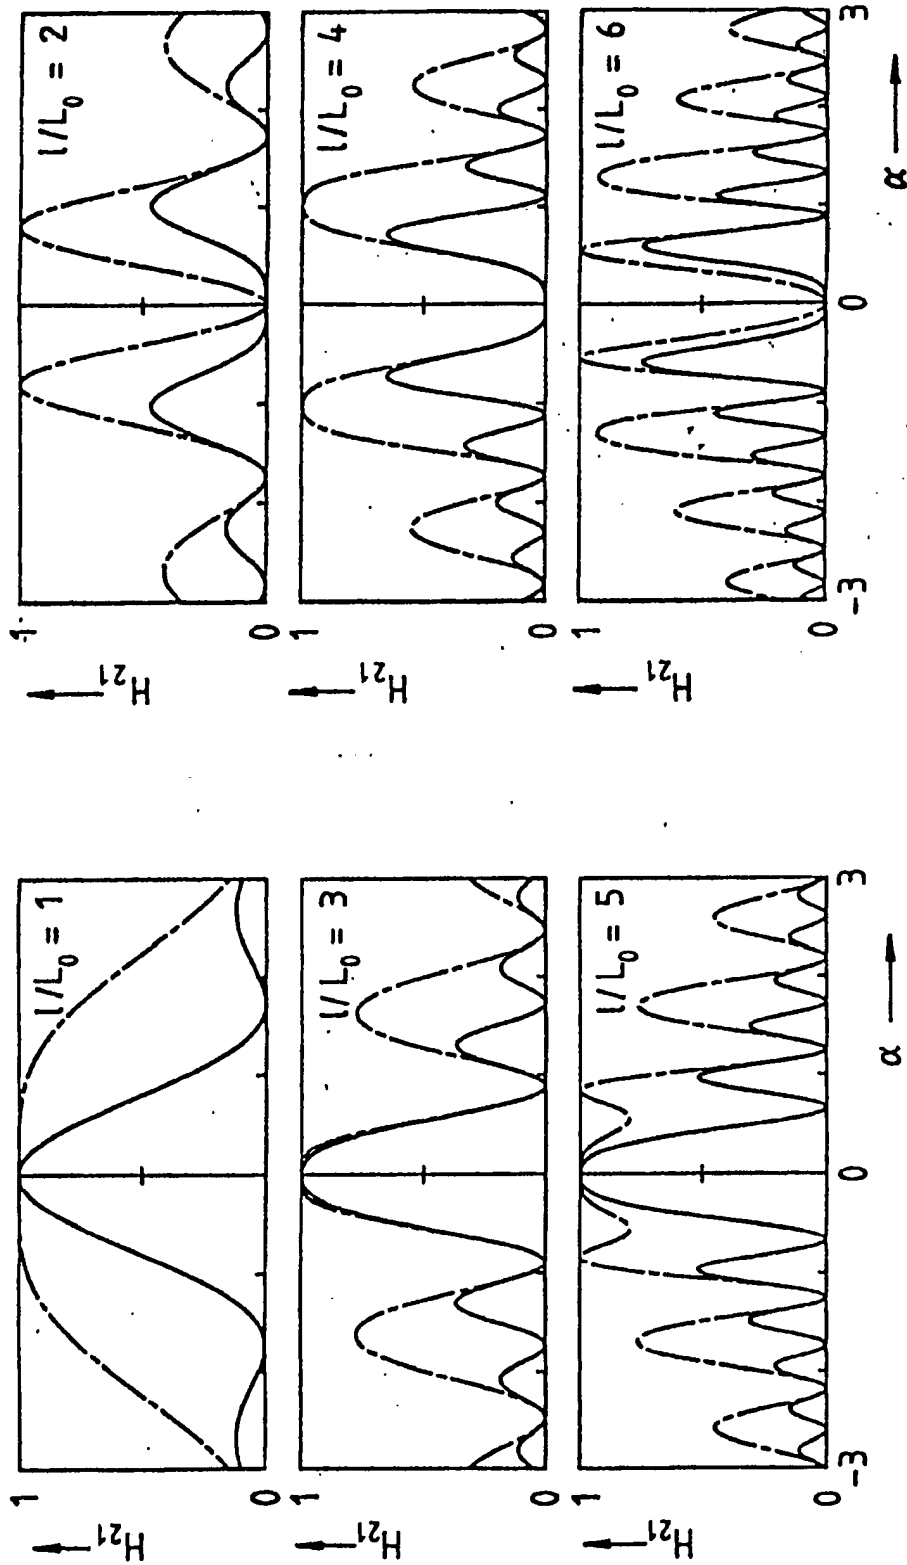 1
0
H₂₁
l/L₀ = 1
1
0
H₂₁
l/L₀ = 2
1
0
H₂₁
l/L₀ = 3
1
0
H₂₁
l/L₀ = 4
1
0
H₂₁
l/L₀ = 5
-3
0
3
α
1
0
H₂₁
l/L₀ = 6
-3
0
3
α